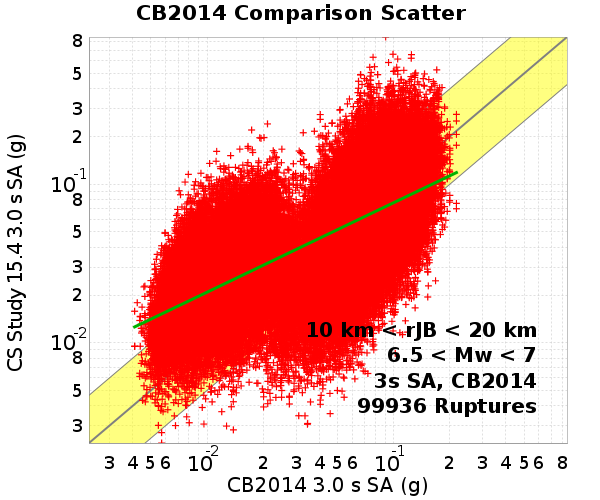 CB2014 Comparison Scatter
CS Study 15.4 3.0 s SA (g)
8
5
3
2
10-1
8
5
3
2
10-2
8
5
3
10 km < rJB < 20 km
6.5 < Mw < 7
3s SA, CB2014
99936 Ruptures
3 4 5 6 10-2 2 3 4 5 6 8 10-1 2 3 4 5 6 8
CB2014 3.0 s SA (g)